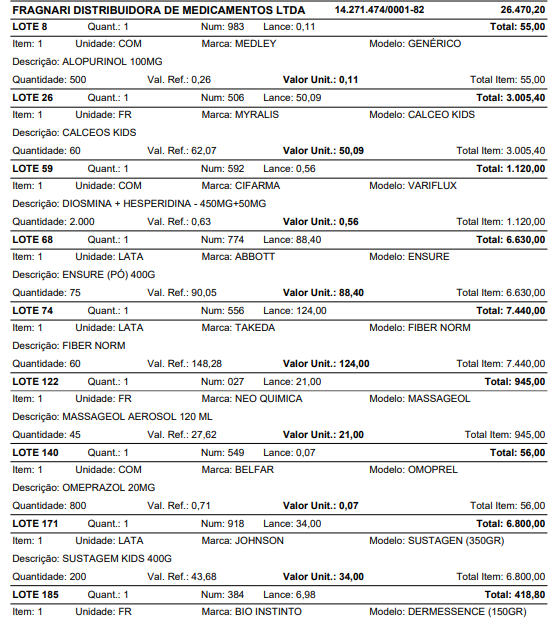 FRAGNARI DISTRIBUIDORA DE MEDICAMENTOS LTDA 14.271.474/0001-82 26.470,20
LOTE 8 Quant.: 1 Num: 983 Lance: 0,11 Total: 55,00
Item: 1 Unidade: COM Marca: MEDLEY Modelo: GENÉRICO
Descrição: ALOPURINOL 100MG
Quantidade: 500 Val. Ref.: 0,26 Valor Unit.: 0,11 Total Item: 55,00
LOTE 26 Quant.: 1 Num: 506 Lance: 50,09 Total: 3.005,40
Item: 1 Unidade: FR Marca: MYRALIS Modelo: CALCEO KIDS
Descrição: CALCEOS KIDS
Quantidade: 60 Val. Ref.: 62,07 Valor Unit.: 50,09 Total Item: 3.005,40
LOTE 59 Quant.: 1 Num: 592 Lance: 0,56 Total: 1.120,00
Item: 1 Unidade: COM Marca: CIFARMA Modelo: VARIFLUX
Descrição: DIOSMINA + HESPERIDINA - 450MG+50MG
Quantidade: 2.000 Val. Ref.: 0,63 Valor Unit.: 0,56 Total Item: 1.120,00
LOTE 68 Quant.: 1 Num: 774 Lance: 88,40 Total: 6.630,00
Item: 1 Unidade: LATA Marca: ABBOTT Modelo: ENSURE
Descrição: ENSURE (PÓ) 400G
Quantidade: 75 Val. Ref.: 90,05 Valor Unit.: 88,40 Total Item: 6.630,00
LOTE 74 Quant.: 1 Num: 556 Lance: 124,00 Total: 7.440,00
Item: 1 Unidade: LATA Marca: TAKEDA Modelo: FIBER NORM
Descrição: FIBER NORM
Quantidade: 60 Val. Ref.: 148,28 Valor Unit.: 124,00 Total Item: 7.440,00
LOTE 122 Quant.: 1 Num: 027 Lance: 21,00 Total: 945,00
Item: 1 Unidade: FR Marca: NEO QUIMICA Modelo: MASSAGEOL
Descrição: MASSAGEOL AEROSOL 120 ML
Quantidade: 45 Val. Ref.: 27,62 Valor Unit.: 21,00 Total Item: 945,00
LOTE 140 Quant.: 1 Num: 549 Lance: 0,07 Total: 56,00
Item: 1 Unidade: COM Marca: BELFAR Modelo: OMOPREL
Descrição: OMEPRAZOL 20MG
Quantidade: 800 Val. Ref.: 0,71 Valor Unit.: 0,07 Total Item: 56,00
LOTE 171 Quant.: 1 Num: 918 Lance: 34,00 Total: 6.800,00
Item: 1 Unidade: LATA Marca: JOHNSON Modelo: SUSTAGEN (350GR)
Descrição: SUSTAGEM KIDS 400G
Quantidade: 200 Val. Ref.: 43,68 Valor Unit.: 34,00 Total Item: 6.800,00
LOTE 185 Quant.: 1 Num: 384 Lance: 6,98 Total: 418,80
Item: 1 Unidade: FR Marca: BIO INSTINTO Modelo: DERMESSENCE (150GR)